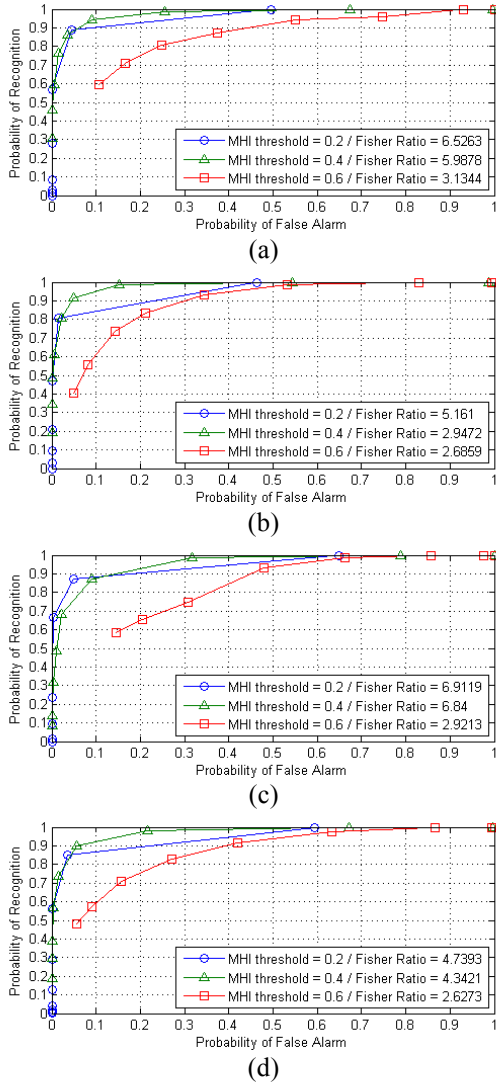 1
0.9
0.8
0.7
0.6
0.5
0.4
0.3
0.2
0.1
0
Probability of Recognition
MHI threshold = 0.2 / Fisher Ratio = 6.5263
MHI threshold = 0.4 / Fisher Ratio = 5.9878
MHI threshold = 0.6 / Fisher Ratio = 3.1344
0 0.1 0.2 0.3 0.4 0.5 0.6 0.7 0.8 0.9 1
Probability of False Alarm
(a)
1
0.9
0.8
0.7
0.6
0.5
0.4
0.3
0.2
0.1
0
Probability of Recognition
MHI threshold = 0.2 / Fisher Ratio = 5.161
MHI threshold = 0.4 / Fisher Ratio = 2.9472
MHI threshold = 0.6 / Fisher Ratio = 2.6859
0 0.1 0.2 0.3 0.4 0.5 0.6 0.7 0.8 0.9 1
Probability of False Alarm
(b)
1
0.9
0.8
0.7
0.6
0.5
0.4
0.3
0.2
0.1
0
Probability of Recognition
MHI threshold = 0.2 / Fisher Ratio = 6.9119
MHI threshold = 0.4 / Fisher Ratio = 6.84
MHI threshold = 0.6 / Fisher Ratio = 2.9213
0 0.1 0.2 0.3 0.4 0.5 0.6 0.7 0.8 0.9 1
Probability of False Alarm
(c)
1
0.9
0.8
0.7
0.6
0.5
0.4
0.3
0.2
0.1
0
Probability of Recognition
MHI threshold = 0.2 / Fisher Ratio = 4.7393
MHI threshold = 0.4 / Fisher Ratio = 4.3421
MHI threshold = 0.6 / Fisher Ratio = 2.6273
0 0.1 0.2 0.3 0.4 0.5 0.6 0.7 0.8 0.9 1
Probability of False Alarm
(d)